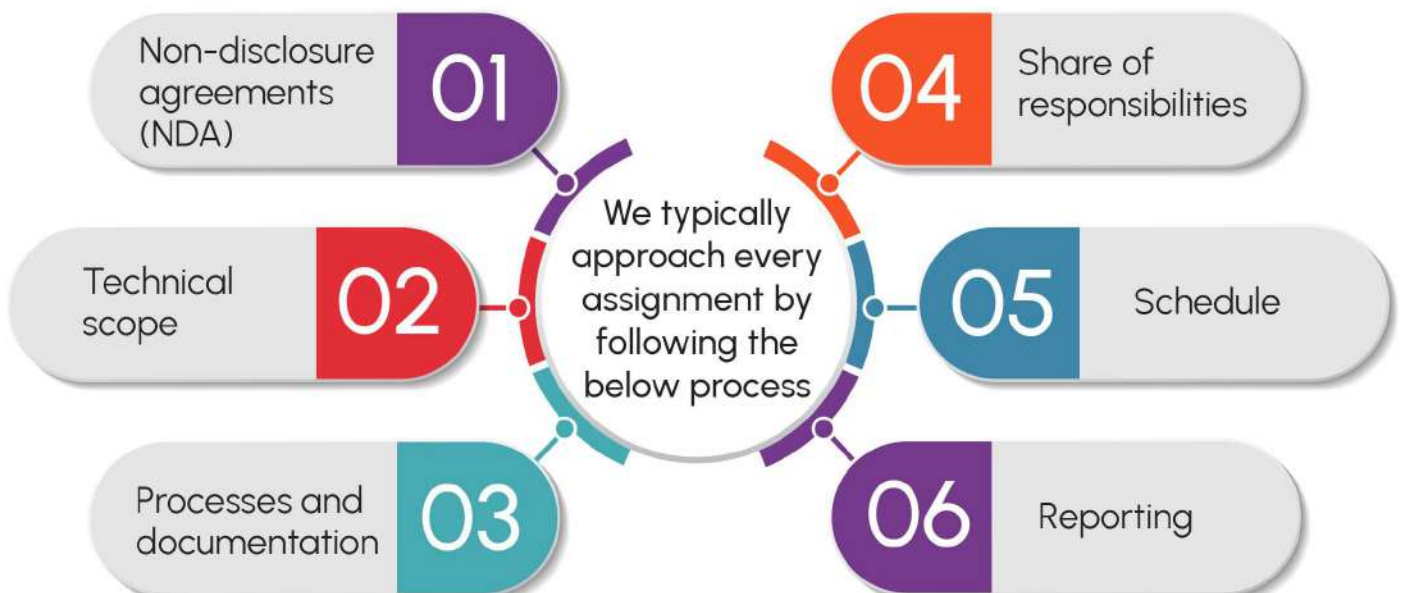 Non-disclosure
agreements
(NDA)
01
Technical
scope
02
Processes and
documentation
03
We typically
approach every
assignment by
following the
below process
04
Share of
responsibilities
05
Schedule
06
Reporting